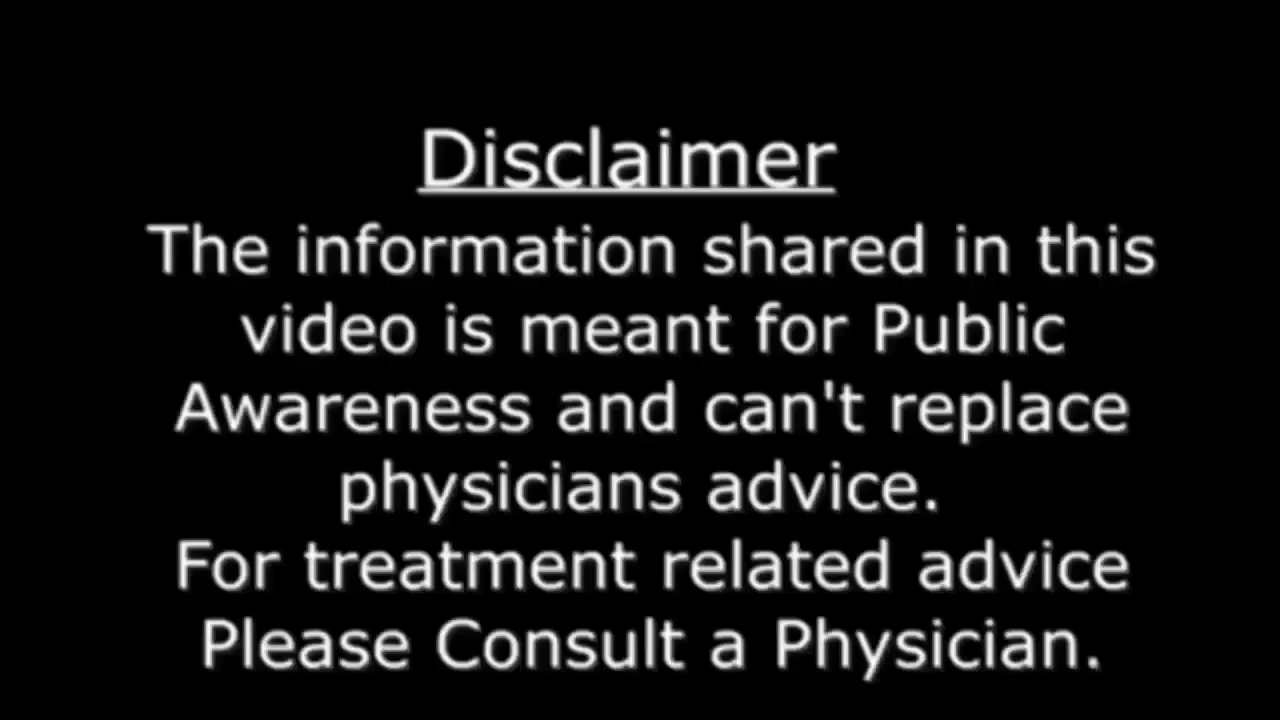 Disclaimer
The information shared in this
video is meant for Public
Awareness and can't replace
physicians advice.
For treatment related advice
Please Consult a Physician.